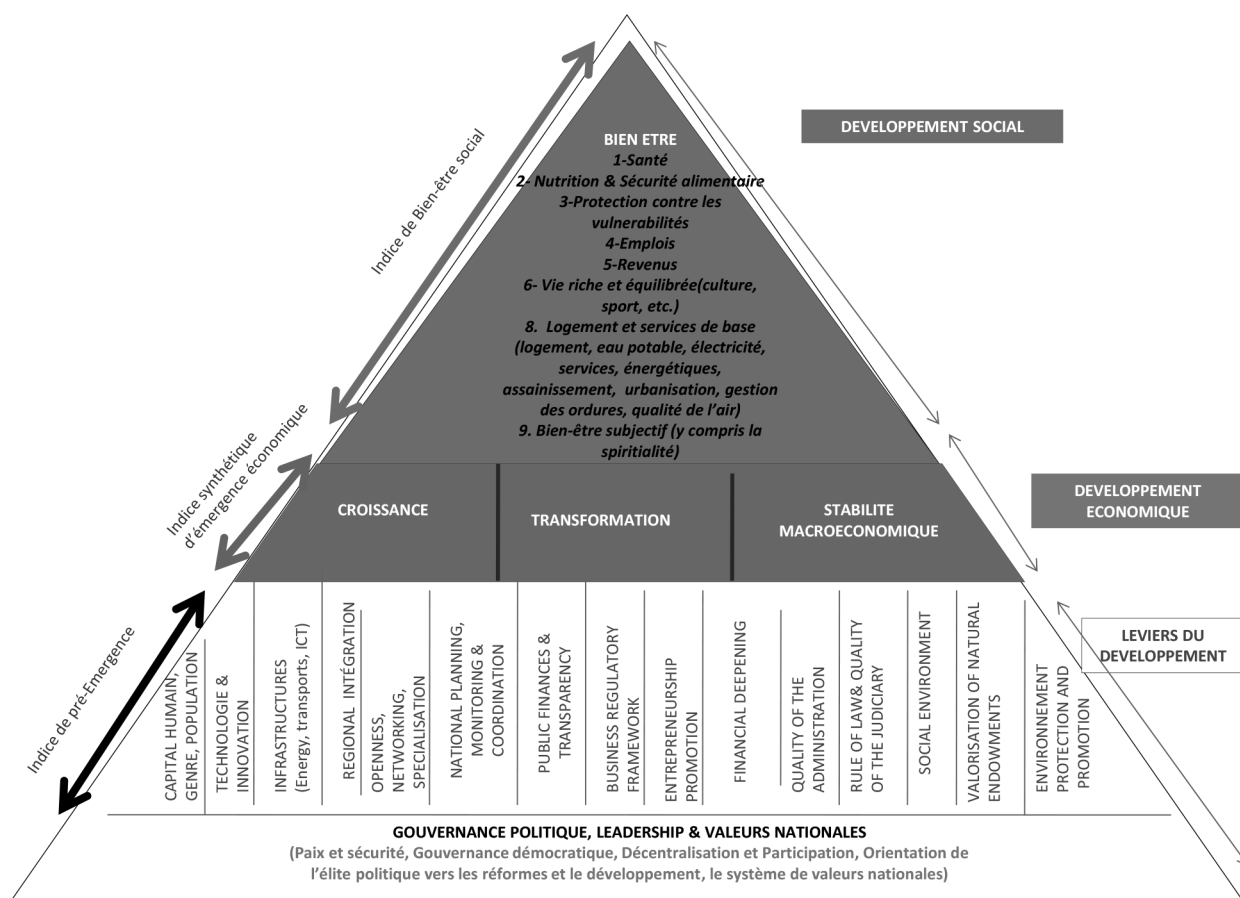 DEVELOPPEMENT SOCIAL
Indice de Bien-être social
BIEN ETRE
1-Santé
2- Nutrition & Sécurité alimentaire
3-Protection contre les
vulnerabilités
4-Emplois
5-Revenus
6- Vie riche et équilibrée(culture,
sport, etc.)
8. Logement et services de base
(logement, eau potable, électricité,
services, énergétiques,
assainissement, urbanisation, gestion
des ordures, qualité de l'air)
9. Bien-être subjectif (y compris la
spiritialité)
Indice synthétique
d'émergence économique
CROISSANCE
TRANSFORMATION
STABILITE
MACROECONOMIQUE
DEVELOPPEMENT
ECONOMIQUE
Indice de pré-Emergence
CAPITAL HUMAIN,
GENRE, POPULATION
TECHNOLOGIE &
INNOVATION
INFRASTRUCTURES
(Energy, transports, ICT)
REGIONAL INTÉGRATION
OPENNESS,
NETWORKING,
SPECIALISATION
NATIONAL PLANNING,
MONITORING &
COORDINATION
PUBLIC FINANCES &
TRANSPARENCY
BUSINESS REGULATORY
FRAMEWORK
ENTREPRENEURSHIP
PROMOTION
FINANCIAL DEEPENING
QUALITY OF THE
ADMINISTRATION
RULE OF LAW& QUALITY
OF THE JUDICIARY
SOCIAL ENVIRONMENT
VALORISATION OF NATURAL
ENDOWMENTS
ENVIRONNEMENT
PROTECTION AND
PROMOTION
LEVIERS DU
DEVELOPPEMENT
GOUVERNANCE POLITIQUE, LEADERSHIP & VALEURS NATIONALES
(Paix et sécurité, Gouvernance démocratique, Décentralisation et Participation, Orientation de
l'élite politique vers les réformes et le développement, le système de valeurs nationales)